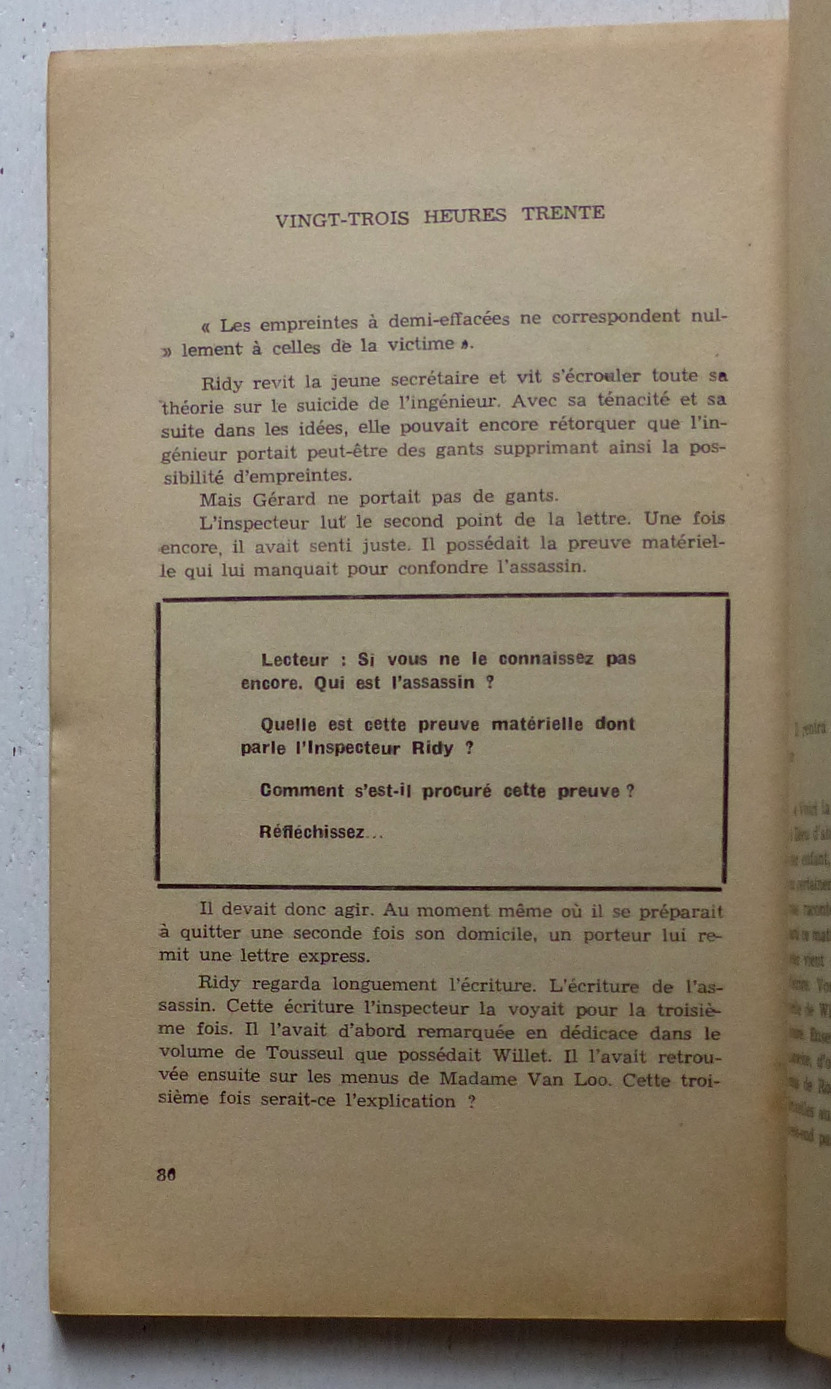 VINGT-TROIS HEURES TRENTE
« Les empreintes à demi-effacées ne correspondent nul-
» lement à celles de la victime ».
Ridy revit la jeune secrétaire et vit s'écrouler toute sa
théorie sur le suicide de l'ingénieur. Avec sa ténacité et sa
suite dans les idées, elle pouvait encore rétorquer que l'in-
génieur portait peut-être des gants supprimant ainsi la pos-
sibilité d'empreintes.
Mais Gérard ne portait pas de gants.
L'inspecteur lut le second point de la lettre. Une fois
encore, il avait senti juste. Il possédait la preuve matériel-
le qui lui manquait pour confondre l'assassin.
Lecteur : Si vous ne le connaissez pas
encore. Qui est l'assassin ?
Quelle est cette preuve matérielle dont
parle l'Inspecteur Ridy ?
Comment s'est-il procuré cette preuve ?
Réfléchissez...
Il devait donc agir. Au moment même où il se préparait
à quitter une seconde fois son domicile, un porteur lui re-
mit une lettre express.
Ridy regarda longuement l'écriture. L'écriture de l'as-
sassin. Cette écriture l'inspecteur la voyait pour la troisiè-
me fois. Il l'avait d'abord remarquée en dédicace dans le
volume de Tousseul que possédait Willet. Il l'avait retrou-
vée ensuite sur les menus de Madame Van Loo. Cette troi-
sième fois serait-ce l'explication ?